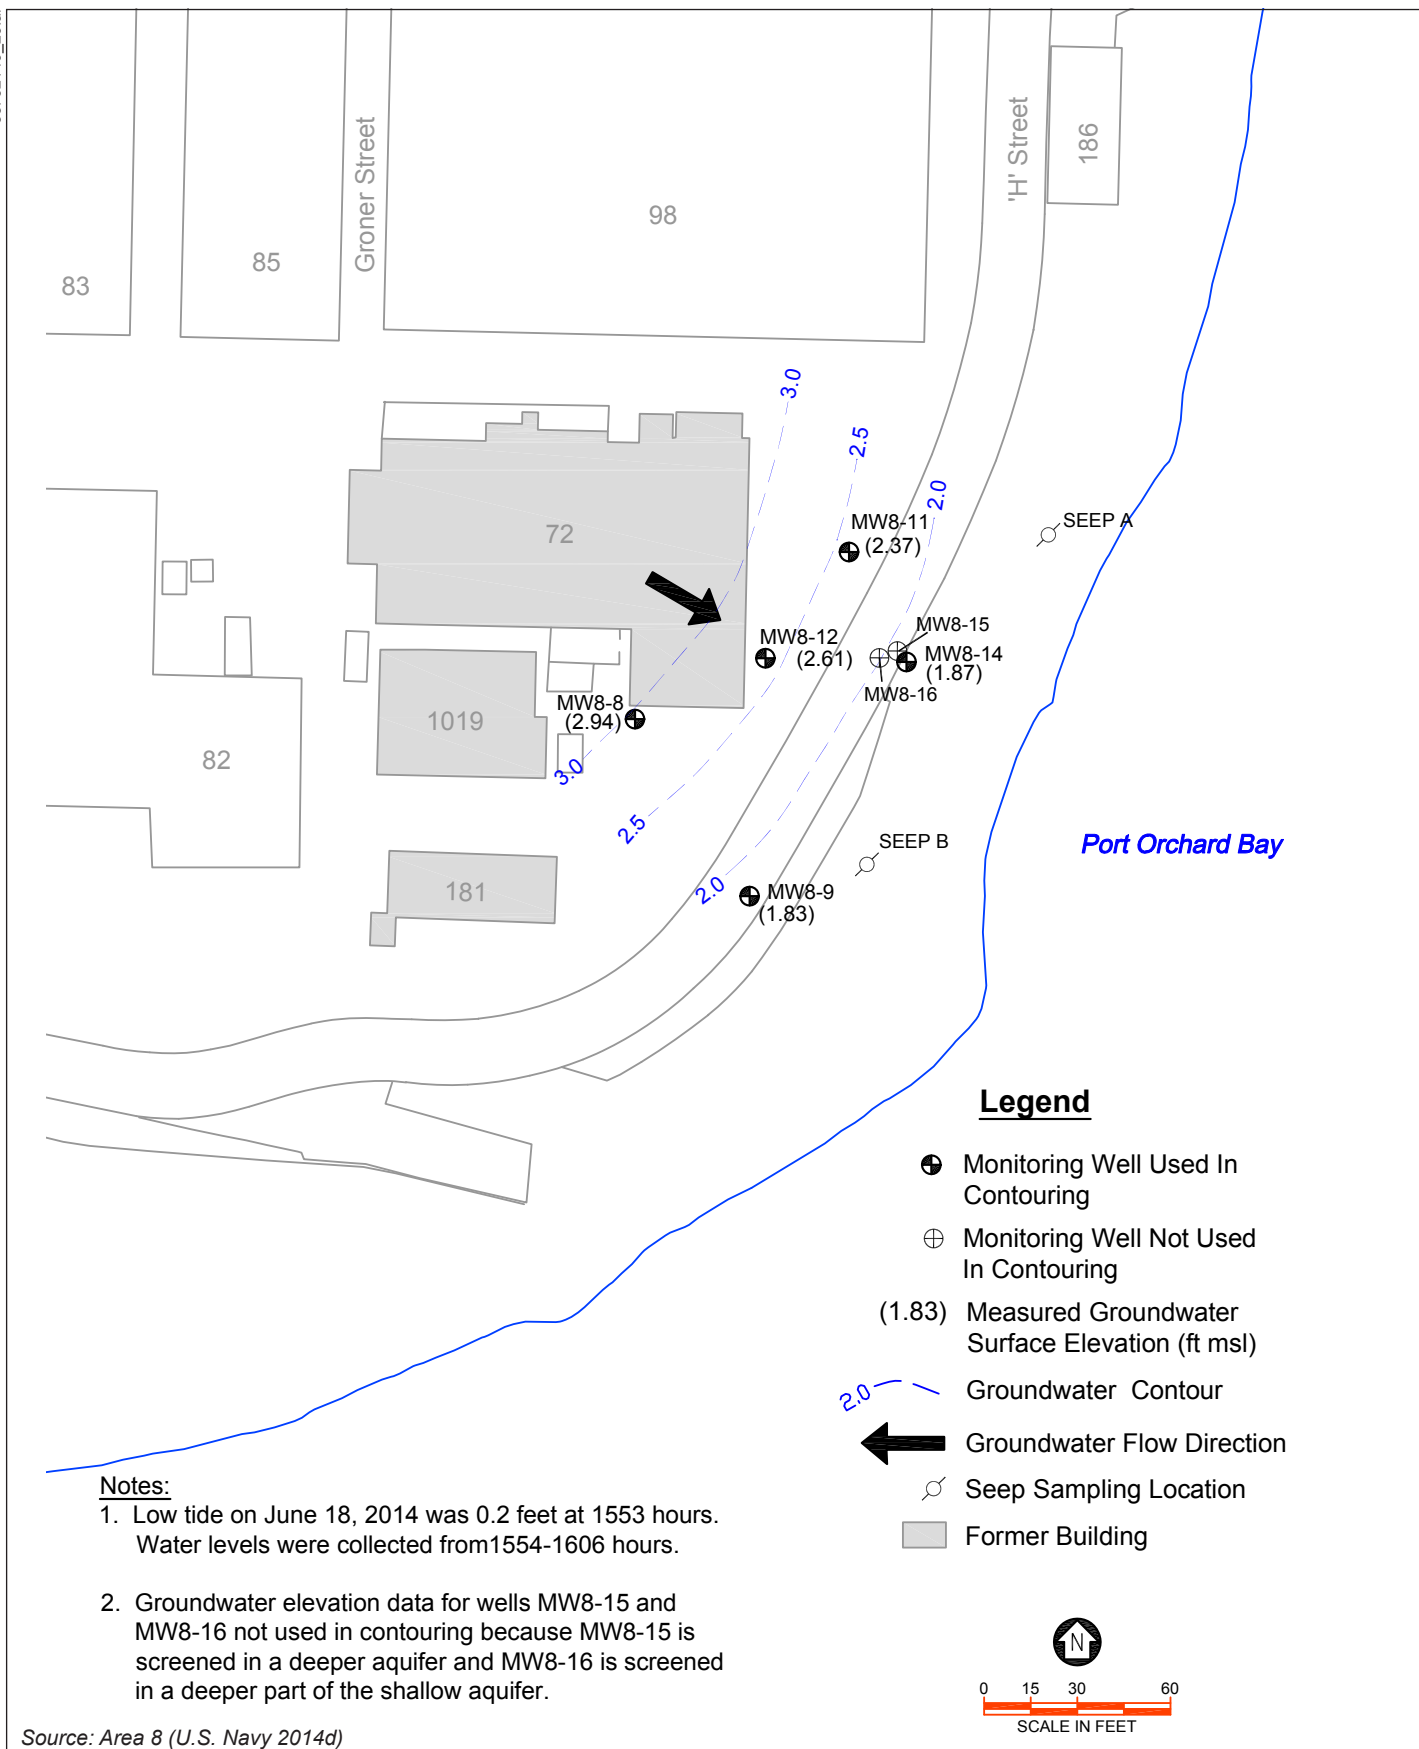 Groner Street
'H' Street
186
98
85
83
3.0
2.5
2.0
MW8-11
(2.37)
SEEP A
72
MW8-15
MW8-12
(2.61)
MW8-14
(1.87)
MW8-16
MW8-8
(2.94)
1019
82
3.0
2.5
Port Orchard Bay
SEEP B
181
2.0
MW8-9
(1.83)
Legend
Monitoring Well Used In
Contouring
Monitoring Well Not Used
In Contouring
(1.83) Measured Groundwater
Surface Elevation (ft msl)
2.0 Groundwater Contour
Groundwater Flow Direction
Seep Sampling Location
Former Building
Notes:
1. Low tide on June 18, 2014 was 0.2 feet at 1553 hours.
Water levels were collected from1554-1606 hours.
2. Groundwater elevation data for wells MW8-15 and
MW8-16 not used in contouring because MW8-15 is
screened in a deeper aquifer and MW8-16 is screened
in a deeper part of the shallow aquifer.
N
0 15 30 60
SCALE IN FEET
Source: Area 8 (U.S. Navy 2014d)